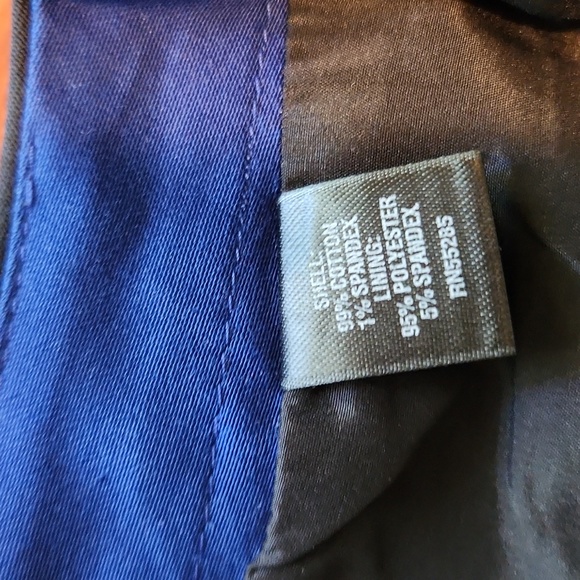 SHELL:
99% COTTON
1% SPANDEX
LINING:
95% POLYESTER
5% SPANDEX
RN55285